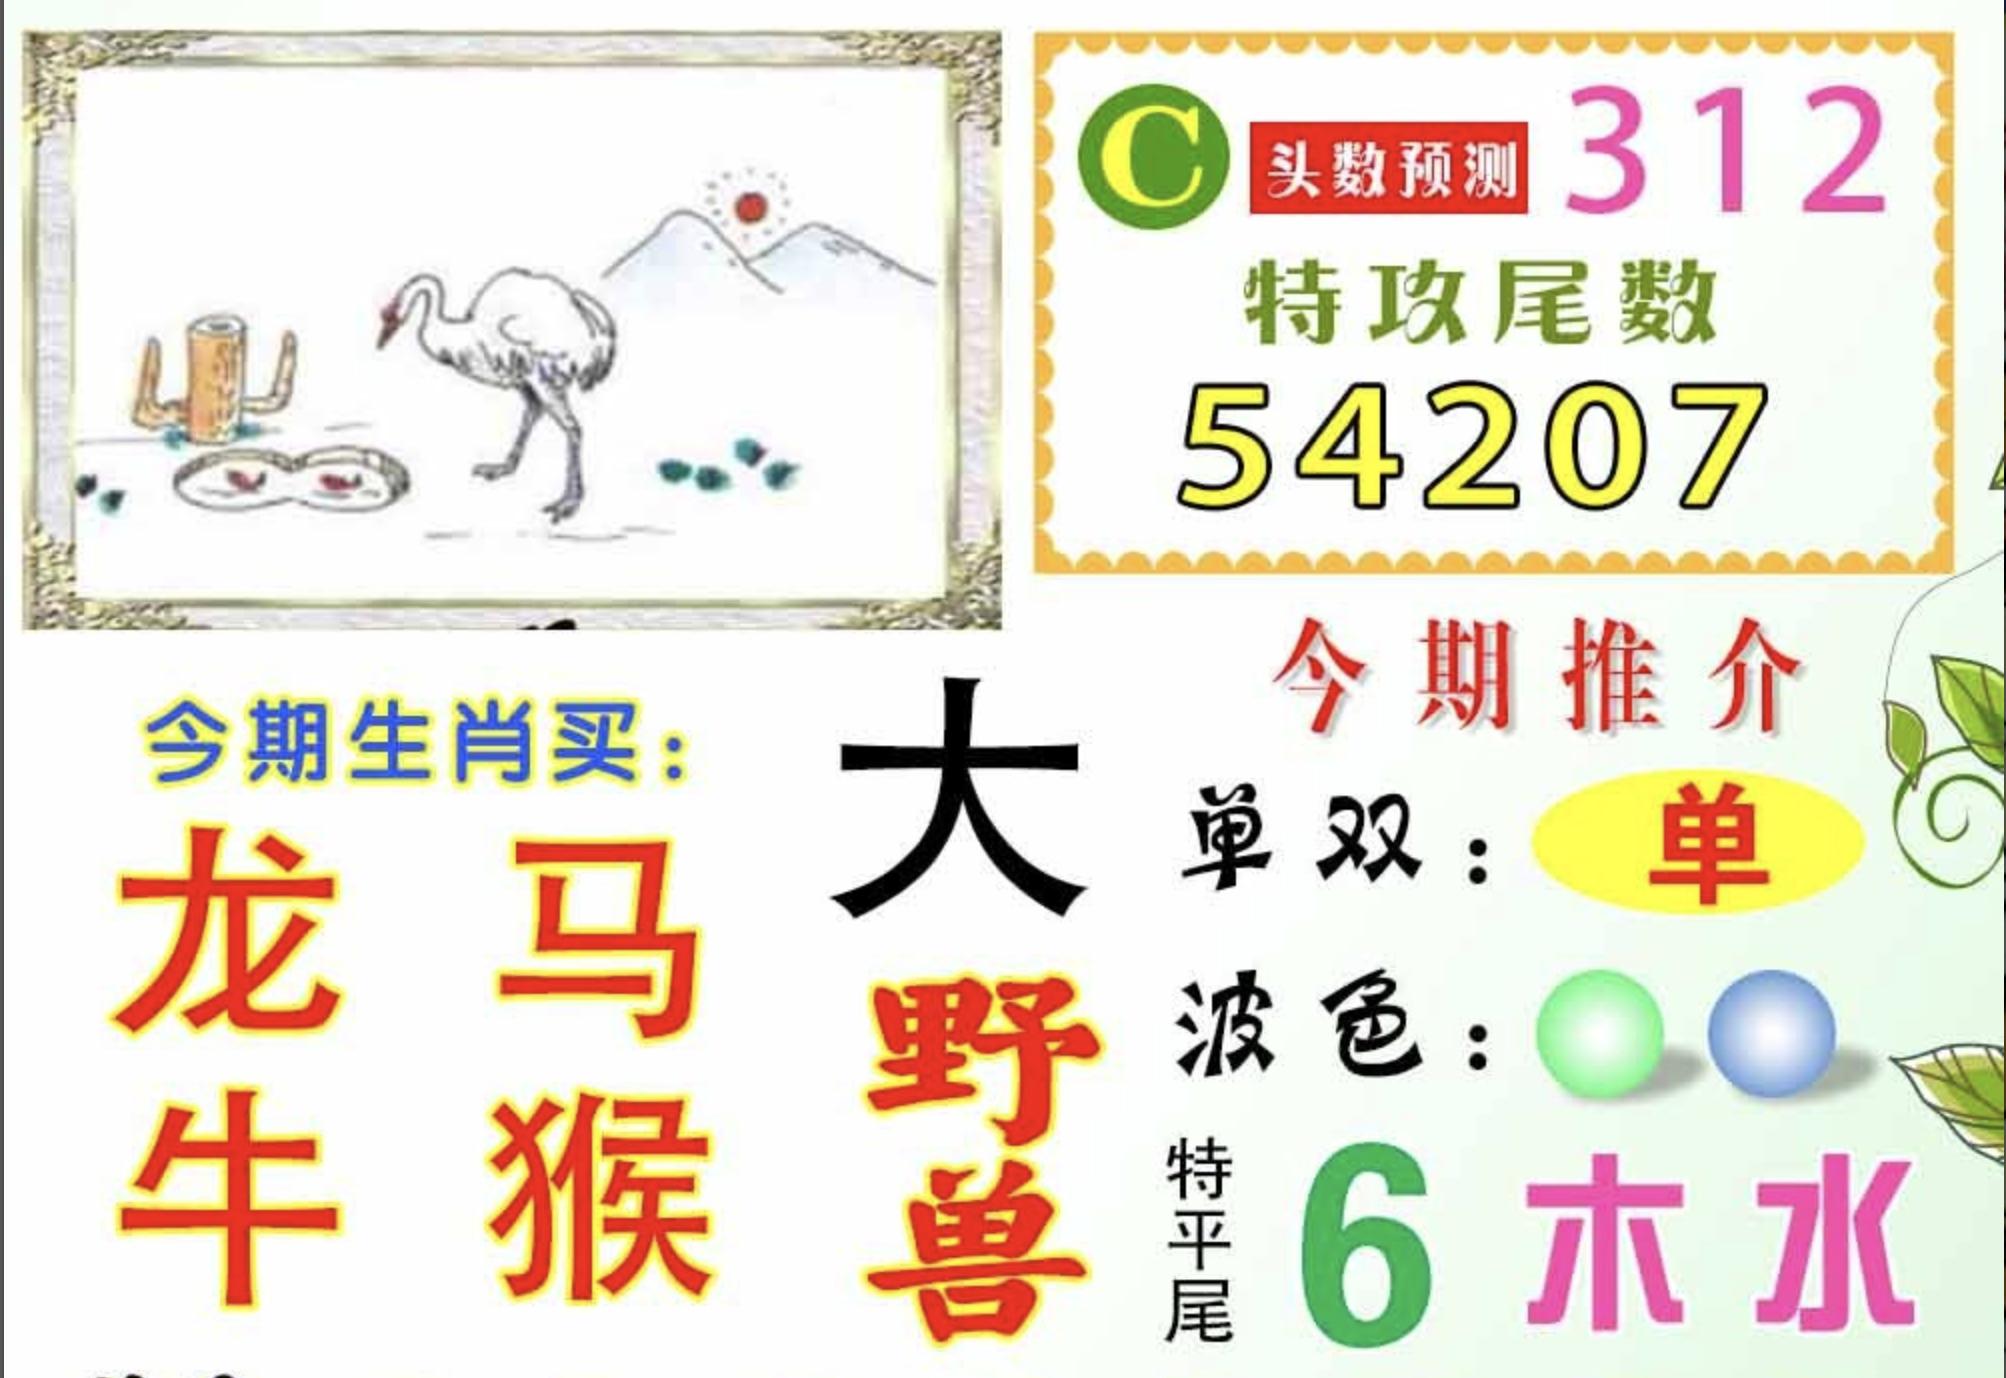 C 头数预测 312
特攻尾数
54207
今期推介
今期生肖买：
龙 马
牛 猴
大
野
兽
单双：单
波色：
特平尾 6 木 水